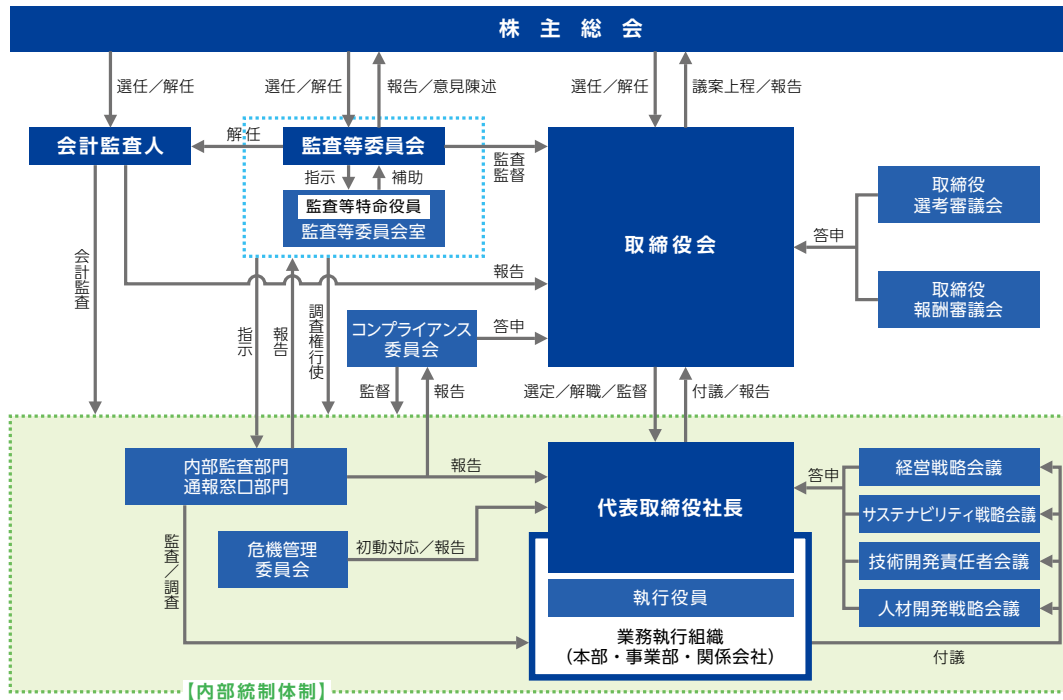 株主総会
選任／解任
選任／解任
報告／意見陳述
選任／解任
議案上程／報告
会計監査人
解任
監査等委員会
監査
監督
指示
補助
監査等特命役員
監査等委員会室
取締役会
取締役
選考審議会
答申
取締役
報酬審議会
会計監査
報告
指示
報告
調査権行使
コンプライアンス
委員会
答申
監督
報告
選定／解職／監督
付議／報告
内部監査部門
通報窓口部門
報告
代表取締役社長
答申
経営戦略会議
サステナビリティ戦略会議
技術開発責任者会議
人材開発戦略会議
監査／調査
危機管理
委員会
初動対応／報告
執行役員
業務執行組織
（本部・事業部・関係会社）
付議
【内部統制体制】